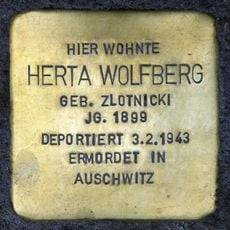 HIER WOHNTE
HERTA WOLFBERG
GEB. ZLOTNICKI
JG. 1899
DEPORTIERT 3.2.1943
ERMORDET IN
AUSCHWITZ